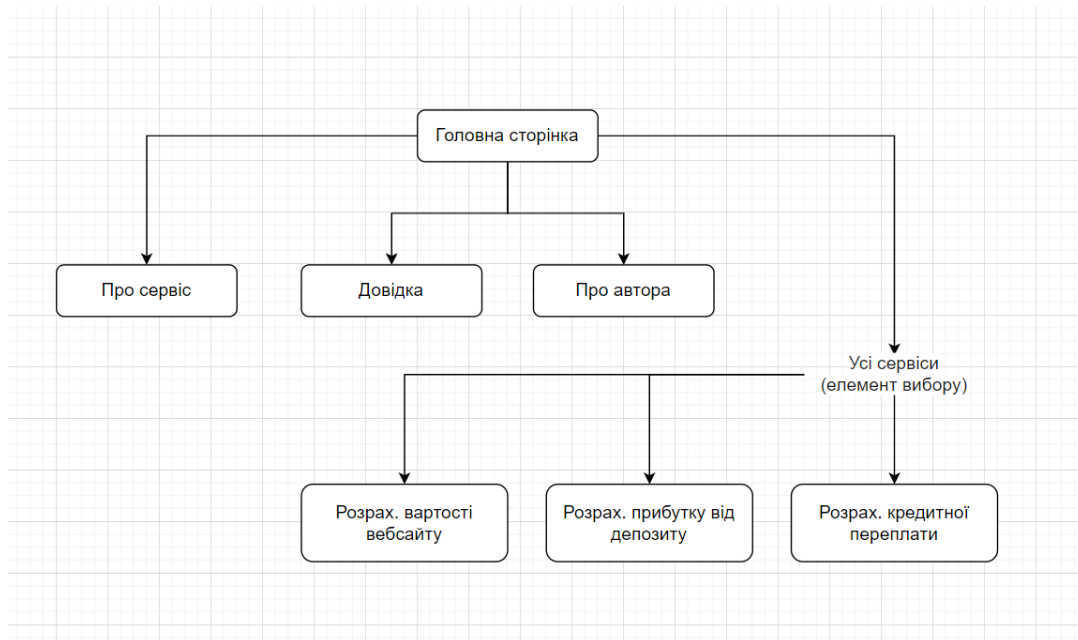 Головна сторінка
Про сервіс
Довідка
Про автора
Усі сервіси
(елемент вибору)
Розрах. вартості
вебсайту
Розрах. прибутку від
депозиту
Розрах. кредитної
переплати